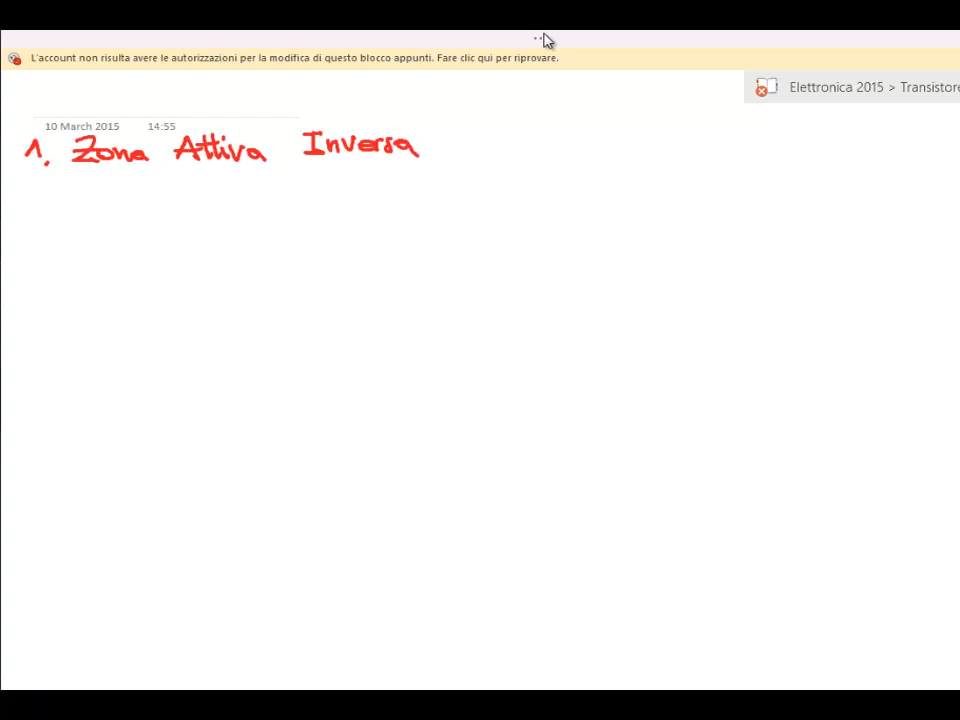 L'account non risulta avere le autorizzazioni per la modifica di questo blocco appunti. Fare clic qui per riprovare.
Elettronica 2015 > Transistore
10 March 2015 14:55
1. Zona Attiva Inversa